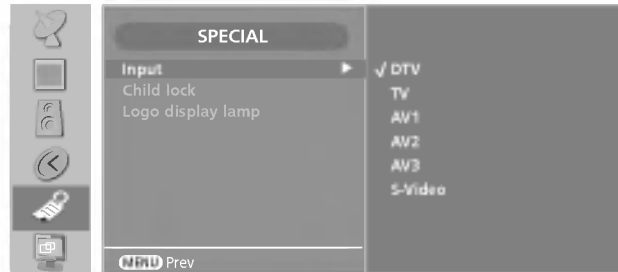 SPECIAL
Input
Child lock
Logo display lamp
MENU Prev
√ DTV
TV
AV1
AV2
AV3
S-Video